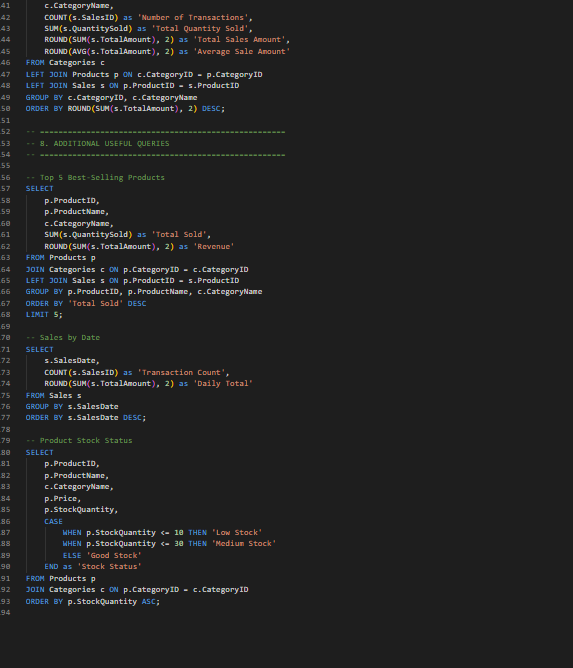 41 c.CategoryName,
42 COUNT(s.SalesID) as 'Number of Transactions',
43 SUM(s.QuantitySold) as 'Total Quantity Sold',
44 ROUND(SUM(s.TotalAmount), 2) as 'Total Sales Amount',
45 ROUND(AVG(s.TotalAmount), 2) as 'Average Sale Amount'
46 FROM Categories c
47 LEFT JOIN Products p ON c.CategoryID = p.CategoryID
48 LEFT JOIN Sales s ON p.ProductID = s.ProductID
49 GROUP BY c.CategoryID, c.CategoryName
50 ORDER BY ROUND(SUM(s.TotalAmount), 2) DESC;
51
52 -- =====================================================
53 -- 8. ADDITIONAL USEFUL QUERIES
54 -- =====================================================
55
56 -- Top 5 Best-Selling Products
57 SELECT
58 p.ProductID,
59 p.ProductName,
60 c.CategoryName,
61 SUM(s.QuantitySold) as 'Total Sold',
62 ROUND(SUM(s.TotalAmount), 2) as 'Revenue'
63 FROM Products p
64 JOIN Categories c ON p.CategoryID = c.CategoryID
65 LEFT JOIN Sales s ON p.ProductID = s.ProductID
66 GROUP BY p.ProductID, p.ProductName, c.CategoryName
67 ORDER BY 'Total Sold' DESC
68 LIMIT 5;
69
70 -- Sales by Date
71 SELECT
72 s.SalesDate,
73 COUNT(s.SalesID) as 'Transaction Count',
74 ROUND(SUM(s.TotalAmount), 2) as 'Daily Total'
75 FROM Sales s
76 GROUP BY s.SalesDate
77 ORDER BY s.SalesDate DESC;
78
79 -- Product Stock Status
80 SELECT
81 p.ProductID,
82 p.ProductName,
83 c.CategoryName,
84 p.Price,
85 p.StockQuantity,
86 CASE
87 WHEN p.StockQuantity <= 10 THEN 'Low Stock'
88 WHEN p.StockQuantity <= 30 THEN 'Medium Stock'
89 ELSE 'Good Stock'
90 END as 'Stock Status'
91 FROM Products p
92 JOIN Categories c ON p.CategoryID = c.CategoryID
93 ORDER BY p.StockQuantity ASC;
94